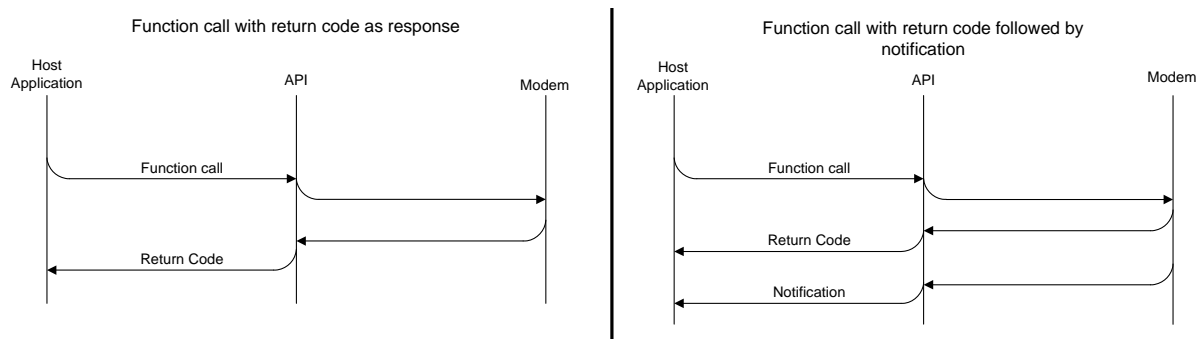 Function call with return code as response
Host
Application
API
Modem
Function call
Return Code
Function call with return code followed by
notification
Host
Application
API
Modem
Function call
Return Code
Notification